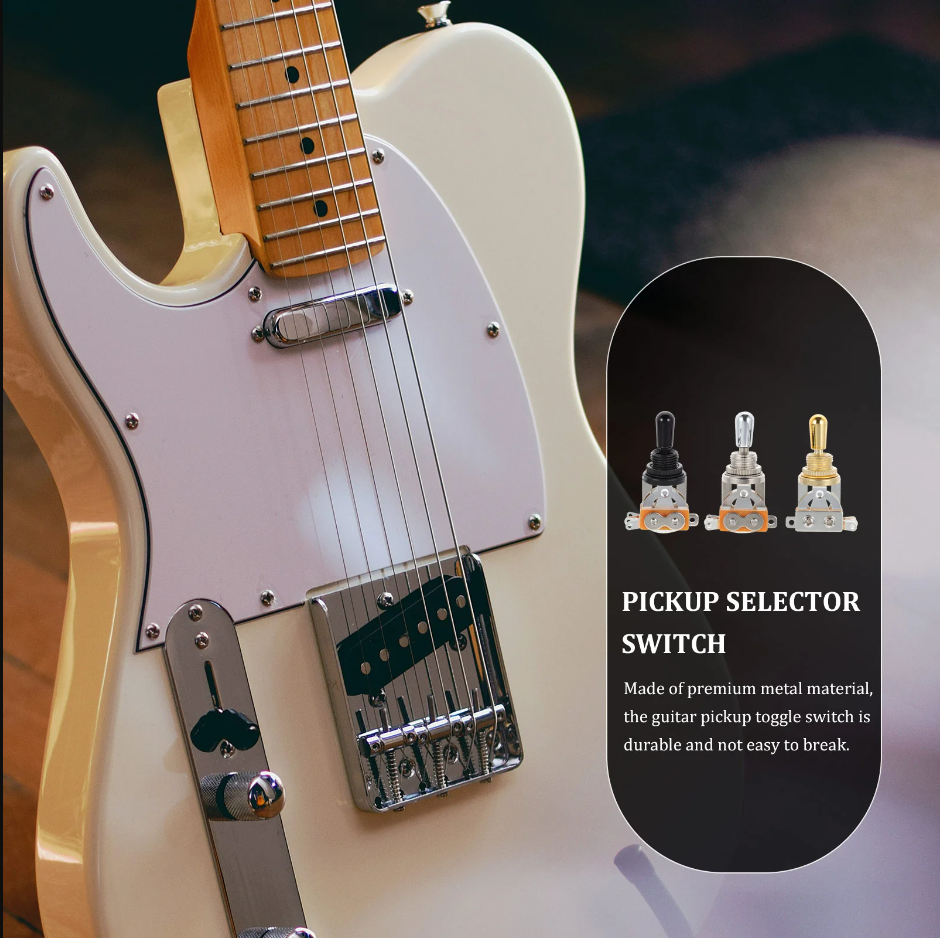 PICKUP SELECTOR
SWITCH
Made of premium metal material,
the guitar pickup toggle switch is
durable and not easy to break.